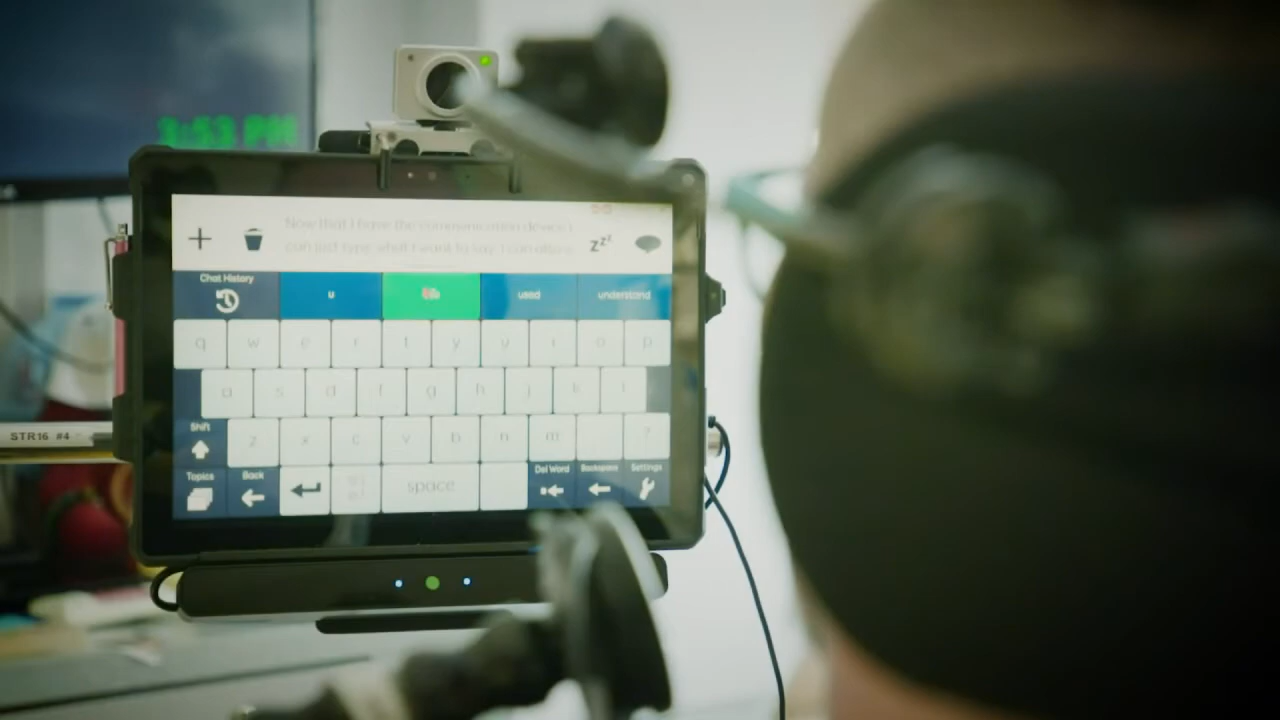 3:53 PM
Now that I have the communication device I
can just type what I want to say. I can also
zzz
Chat History
u
used
understand
q w e r t y u i o p
a s d f g h j k l
Shift
z x c v b n m ?
Topics
Back
space
Del Word
Backspace
Settings
STR16 #4